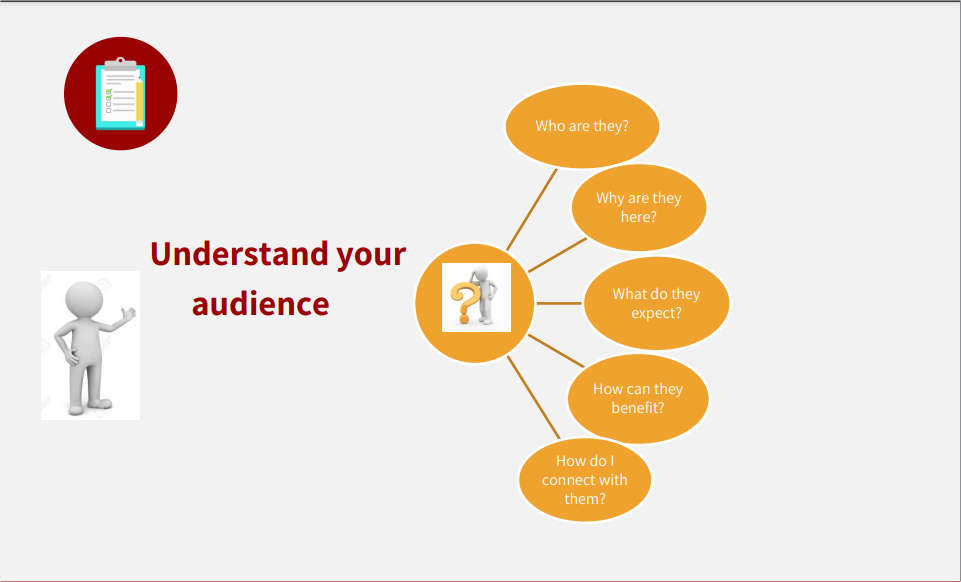 Understand your
audience
Who are they?
Why are they
here?
What do they
expect?
How can they
benefit?
How do I
connect with
them?